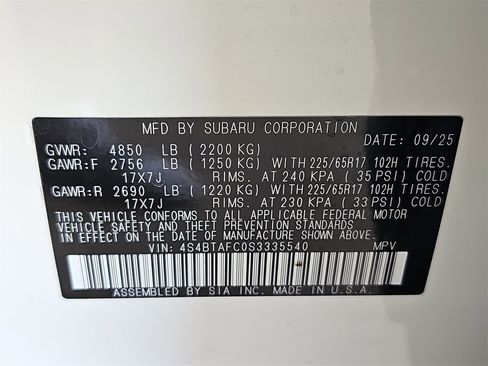 MFD BY SUBARU CORPORATION
DATE: 09/25
GVWR: 4850 LB (2200 KG)
GAWR:F 2756 LB (1250 KG) WITH 225/65R17 102H TIRES.
17X7J RIMS. AT 240 KPA (35 PSI) COLD
GAWR:R 2690 LB (1220 KG) WITH 225/65R17 102H TIRES.
17X7J RIMS. AT 230 KPA (33 PSI) COLD
THIS VEHICLE CONFORMS TO ALL APPLICABLE FEDERAL MOTOR
VEHICLE SAFETY AND THEFT PREVENTION STANDARDS IN EFFECT
ON THE DATE OF MANUFACTURE SHOWN ABOVE.
VIN: 4S4BTAFC0S3335540 MPV
ASSEMBLED BY SIA INC. MADE IN U.S.A.